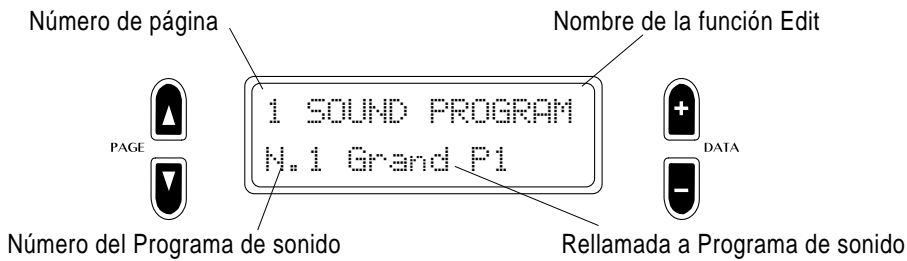 Número de página
Nombre de la función Edit
1 SOUND PROGRAM
+
PAGE
DATA
N.1 Grand P1
-
Número del Programa de sonido
Rellamada a Programa de sonido